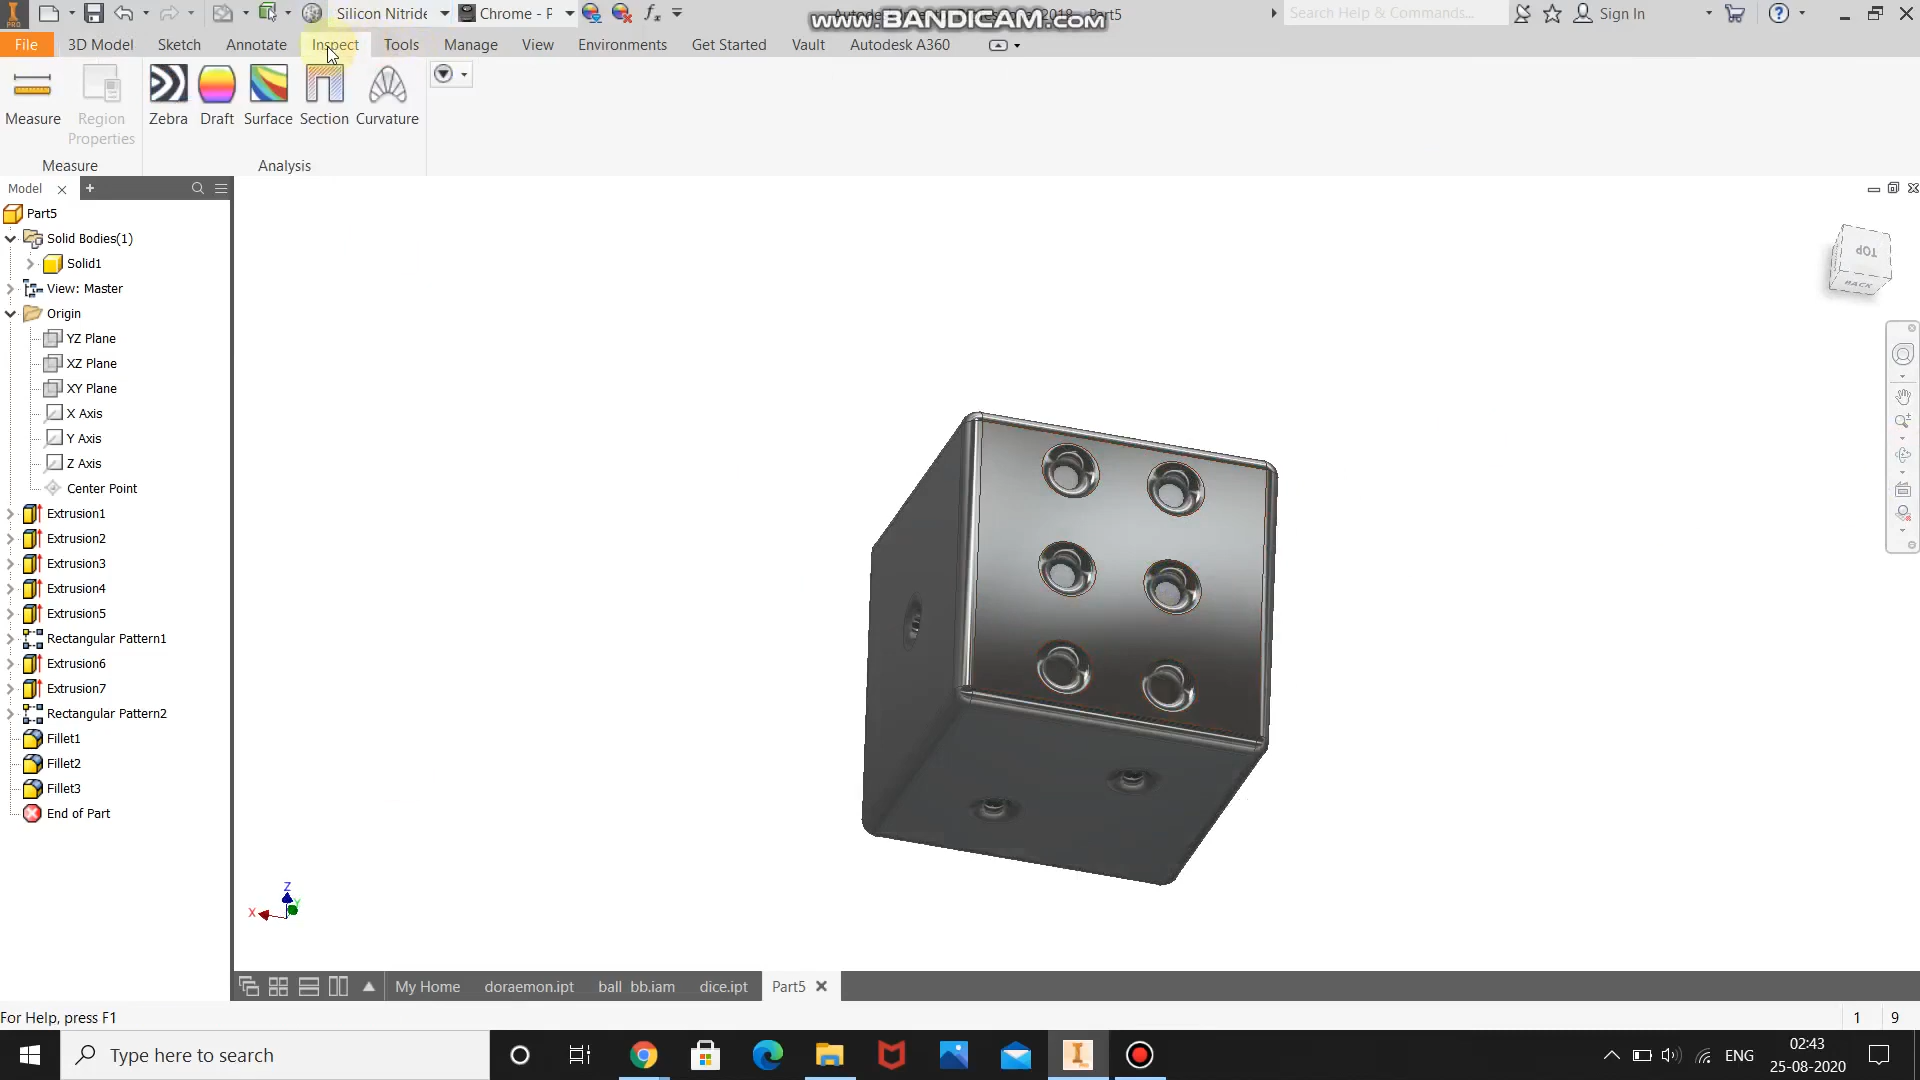 PRO
Silicon Nitride
Chrome - P
Part5
www.BANDICAM.com
Search Help & Commands...
Sign In
File
3D Model
Sketch
Annotate
Inspect
Tools
Manage
View
Environments
Get Started
Vault
Autodesk A360
Measure
Region Properties
Zebra
Draft
Surface
Section
Curvature
Measure
Analysis
Model
Part5
Solid Bodies(1)
Solid1
View: Master
Origin
YZ Plane
XZ Plane
XY Plane
X Axis
Y Axis
Z Axis
Center Point
Extrusion1
Extrusion2
Extrusion3
Extrusion4
Extrusion5
Rectangular Pattern1
Extrusion6
Extrusion7
Rectangular Pattern2
Fillet1
Fillet2
Fillet3
End of Part
TOP
BACK
Z
X
Y
My Home
doraemon.ipt
ball bb.iam
dice.ipt
Part5
For Help, press F1
1
9
Type here to search
ENG
02:43
25-08-2020